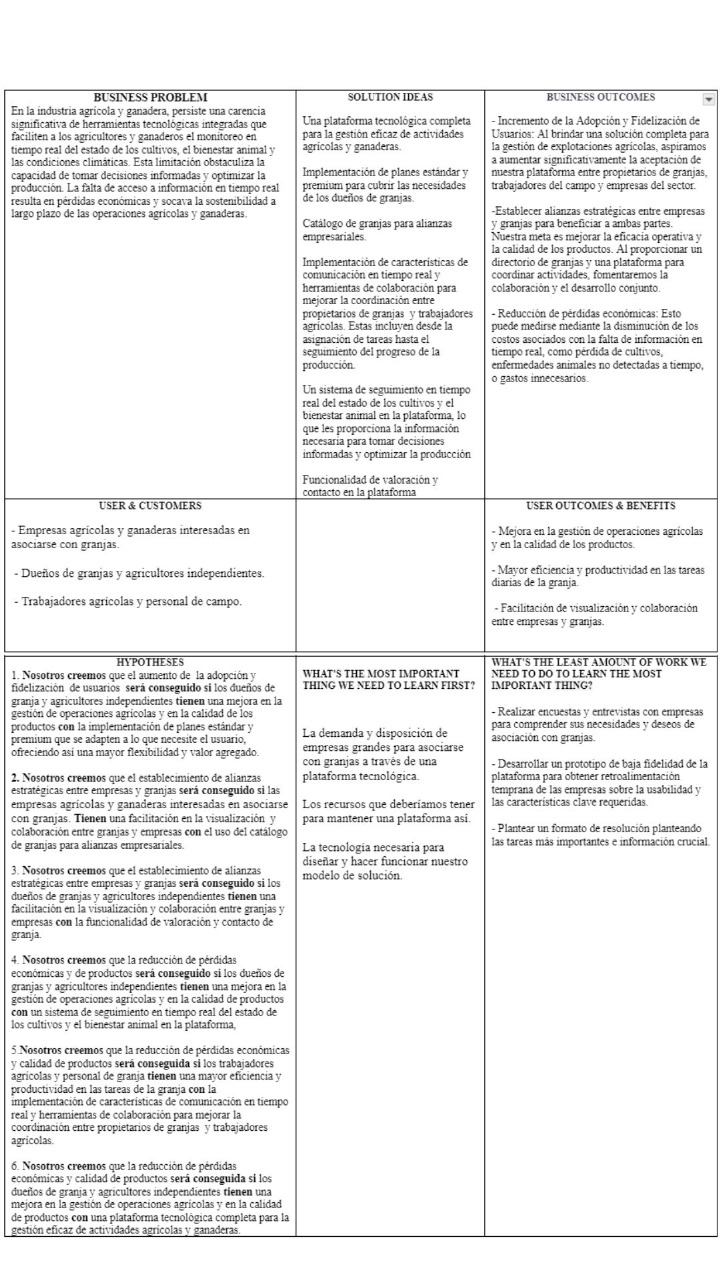 BUSINESS PROBLEM
En la industria agrícola y ganadera, persiste una carencia
significativa de herramientas tecnológicas integradas que
faciliten a los agricultores y ganaderos el monitoreo en
tiempo real del estado de los cultivos, el bienestar animal y
las condiciones climáticas. Esta limitación obstaculiza la
capacidad de tomar decisiones informadas y optimizar la
producción. La falta de acceso a información en tiempo real
resulta en pérdidas económicas y socava la sostenibilidad a
largo plazo de las operaciones agrícolas y ganaderas.
SOLUTION IDEAS
Una plataforma tecnológica completa
para la gestión eficaz de actividades
agrícolas y ganaderas.
Implementación de planes estándar y
premium para cubrir las necesidades
de los dueños de granjas.
Catálogo de granjas para alianzas
empresariales.
Implementación de características de
comunicación en tiempo real y
herramientas de colaboración para
mejorar la coordinación entre
propietarios de granjas y trabajadores
agrícolas. Estas incluyen desde la
asignación de tareas hasta el
seguimiento del progreso de la
producción.
Un sistema de seguimiento en tiempo
real del estado de los cultivos y el
bienestar animal en la plataforma, lo
que les proporciona la información
necesaria para tomar decisiones
informadas y optimizar la producción
Funcionalidad de valoración y
contacto en la plataforma
BUSINESS OUTCOMES
- Incremento de la Adopción y Fidelización de
Usuarios: Al brindar una solución completa para
la gestión de explotaciones agrícolas, aspiramos
a aumentar significativamente la aceptación de
nuestra plataforma entre propietarios de granjas,
trabajadores del campo y empresas del sector.
-Establecer alianzas estratégicas entre empresas
y granjas para beneficiar a ambas partes.
Nuestra meta es mejorar la eficacia operativa y
la calidad de los productos. Al proporcionar un
directorio de granjas y una plataforma para
coordinar actividades, fomentaremos la
colaboración y el desarrollo conjunto.
- Reducción de pérdidas económicas: Esto
puede medirse mediante la disminución de los
costos asociados con la falta de información en
tiempo real, como pérdida de cultivos,
enfermedades animales no detectadas a tiempo,
o gastos innecesarios.
USER & CUSTOMERS
- Empresas agrícolas y ganaderas interesadas en
asociarse con granjas.
- Dueños de granjas y agricultores independientes.
- Trabajadores agrícolas y personal de campo.
USER OUTCOMES & BENEFITS
- Mejora en la gestión de operaciones agrícolas
y en la calidad de los productos.
- Mayor eficiencia y productividad en las tareas
diarias de la granja.
- Facilitación de visualización y colaboración
entre empresas y granjas.
HYPOTHESES
1. Nosotros creemos que el aumento de la adopción y
fidelización de usuarios será conseguido si los dueños de
granja y agricultores independientes tienen una mejora en la
gestión de operaciones agrícolas y en la calidad de los
productos con la implementación de planes estándar y
premium que se adapten a lo que necesite el usuario,
ofreciendo así una mayor flexibilidad y valor agregado.
2. Nosotros creemos que el establecimiento de alianzas
estratégicas entre empresas y granjas será conseguido si las
empresas agrícolas y ganaderas interesadas en asociarse
con granjas. Tienen una facilitación en la visualización y
colaboración entre granjas y empresas con el uso del catálogo
de granjas para alianzas empresariales.
3. Nosotros creemos que el establecimiento de alianzas
estratégicas entre empresas y granjas será conseguido si los
dueños de granjas y agricultores independientes tienen una
facilitación en la visualización y colaboración entre granjas y
empresas con la funcionalidad de valoración y contacto de
granja.
4. Nosotros creemos que la reducción de pérdidas
económicas y de productos será conseguido si los dueños de
granjas y agricultores independientes tienen una mejora en la
gestión de operaciones agrícolas y en la calidad de productos
con un sistema de seguimiento en tiempo real del estado de
los cultivos y el bienestar animal en la plataforma,
5.Nosotros creemos que la reducción de pérdidas económicas
y calidad de productos será conseguida si los trabajadores
agrícolas y personal de granja tienen una mayor eficiencia y
productividad en las tareas de la granja con la
implementación de características de comunicación en tiempo
real y herramientas de colaboración para mejorar la
coordinación entre propietarios de granjas y trabajadores
agrícolas.
6. Nosotros creemos que la reducción de pérdidas
económicas y calidad de productos será conseguida si los
dueños de granja y agricultores independientes tienen una
mejora en la gestión de operaciones agrícolas y en la calidad
de productos con una plataforma tecnológica completa para la
gestión eficaz de actividades agrícolas y ganaderas.
WHAT'S THE MOST IMPORTANT
THING WE NEED TO LEARN FIRST?
La demanda y disposición de
empresas grandes para asociarse
con granjas a través de una
plataforma tecnológica.
Los recursos que deberíamos tener
para mantener una plataforma así.
La tecnología necesaria para
diseñar y hacer funcionar nuestro
modelo de solución.
WHAT'S THE LEAST AMOUNT OF WORK WE
NEED TO DO TO LEARN THE MOST
IMPORTANT THING?
- Realizar encuestas y entrevistas con empresas
para comprender sus necesidades y deseos de
asociación con granjas.
- Desarrollar un prototipo de baja fidelidad de la
plataforma para obtener retroalimentación
temprana de las empresas sobre la usabilidad y
las características clave requeridas.
- Plantear un formato de resolución planteando
las tareas más importantes e información crucial.